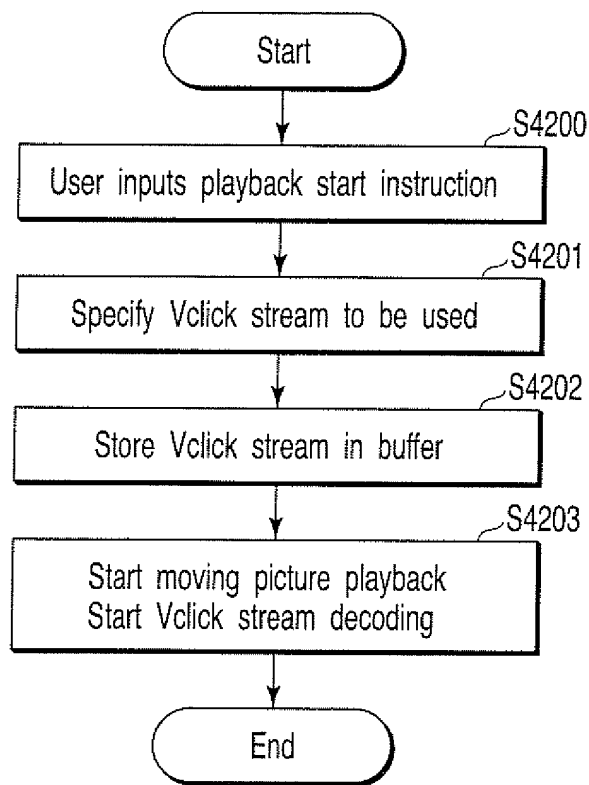 Start
S4200
User inputs playback start instruction
S4201
Specify Vclick stream to be used
S4202
Store Vclick stream in buffer
S4203
Start moving picture playback
Start Vclick stream decoding
End